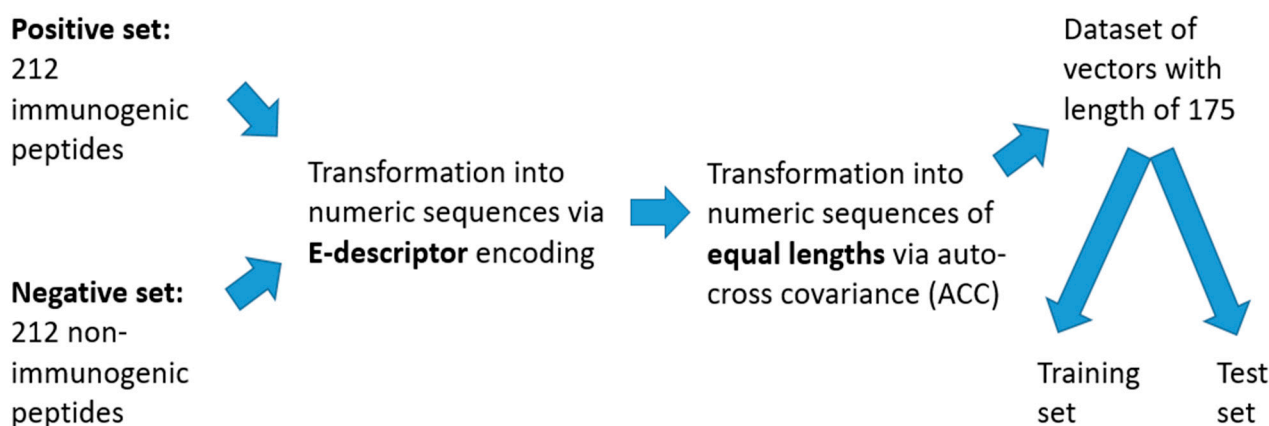 Positive set:
212
immunogenic
peptides
Negative set:
212 non-
immunogenic
peptides
Transformation into
numeric sequences via
E-descriptor encoding
Transformation into
numeric sequences of
equal lengths via auto-
cross covariance (ACC)
Dataset of
vectors with
length of 175
Training
set
Test
set